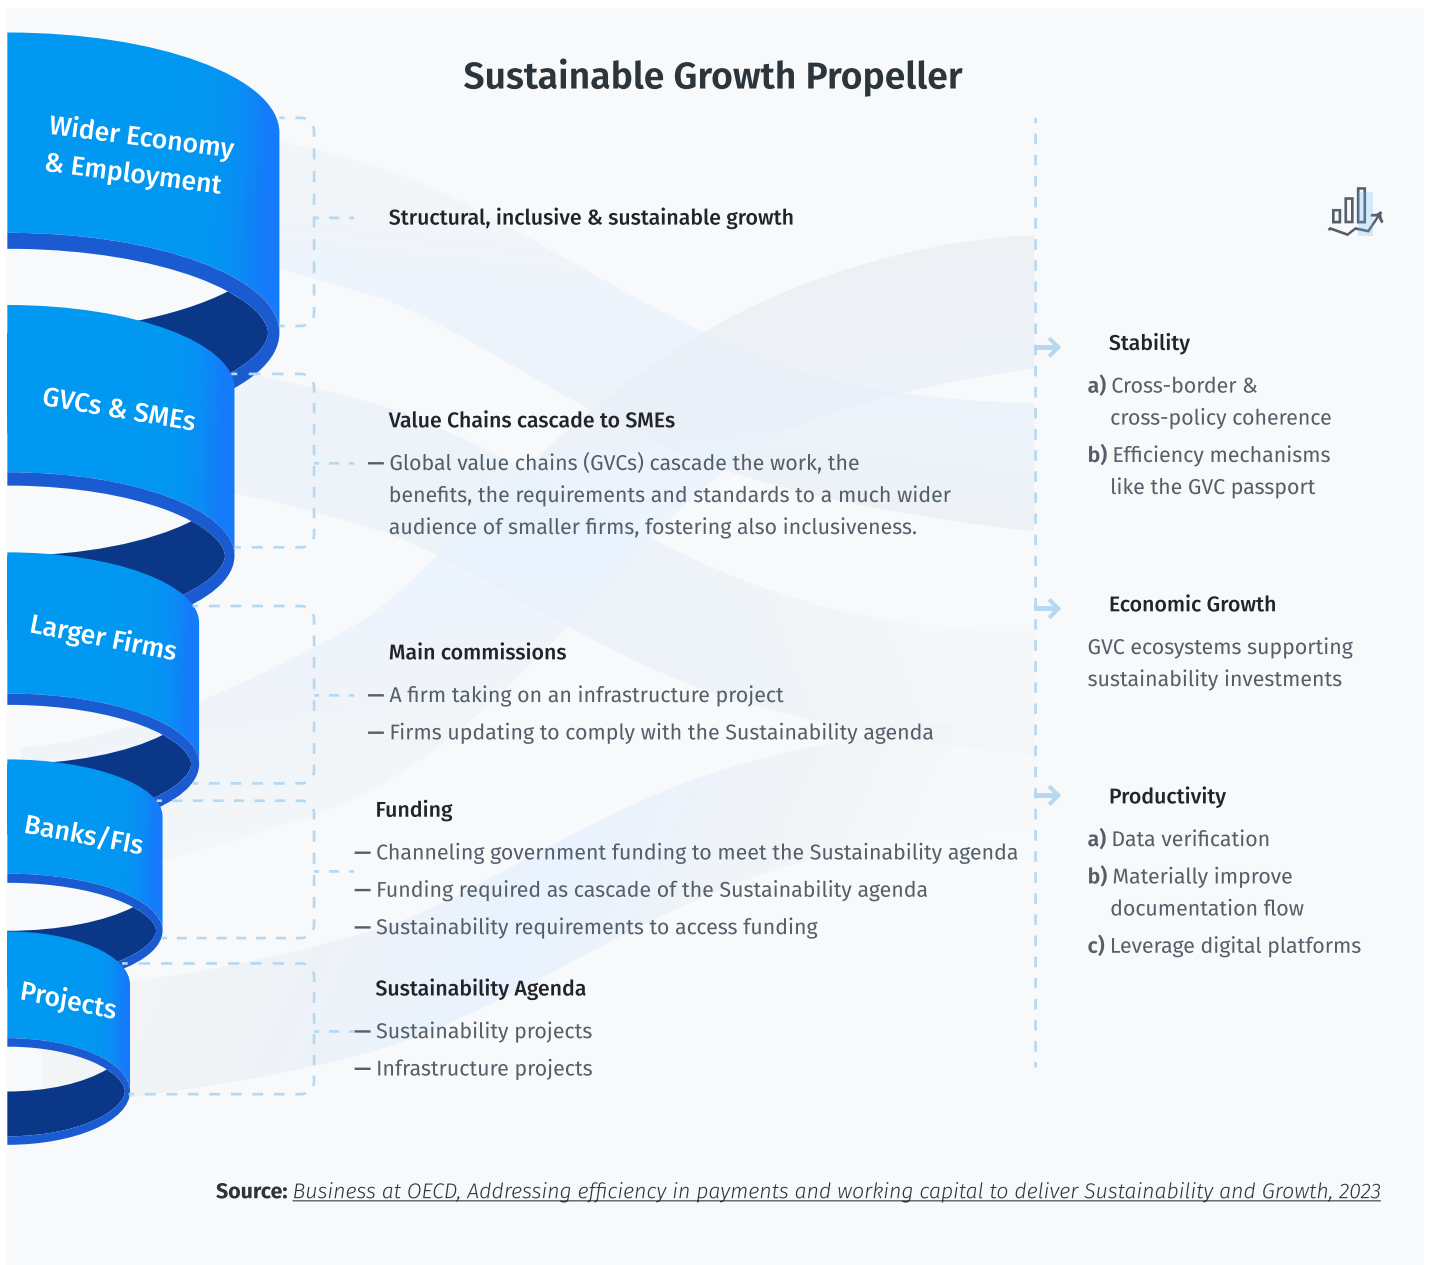 Sustainable Growth Propeller
Wider Economy
& Employment
Structural, inclusive & sustainable growth
GVCs & SMEs
Value Chains cascade to SMEs
— Global value chains (GVCs) cascade the work, the
benefits, the requirements and standards to a much wider
audience of smaller firms, fostering also inclusiveness.
Larger Firms
Main commissions
— A firm taking on an infrastructure project
— Firms updating to comply with the Sustainability agenda
Banks/FIs
Funding
— Channeling government funding to meet the Sustainability agenda
— Funding required as cascade of the Sustainability agenda
— Sustainability requirements to access funding
Projects
Sustainability Agenda
— Sustainability projects
— Infrastructure projects
Stability
a) Cross-border &
cross-policy coherence
b) Efficiency mechanisms
like the GVC passport
Economic Growth
GVC ecosystems supporting
sustainability investments
Productivity
a) Data verification
b) Materially improve
documentation flow
c) Leverage digital platforms
Source: Business at OECD, Addressing efficiency in payments and working capital to deliver Sustainability and Growth, 2023